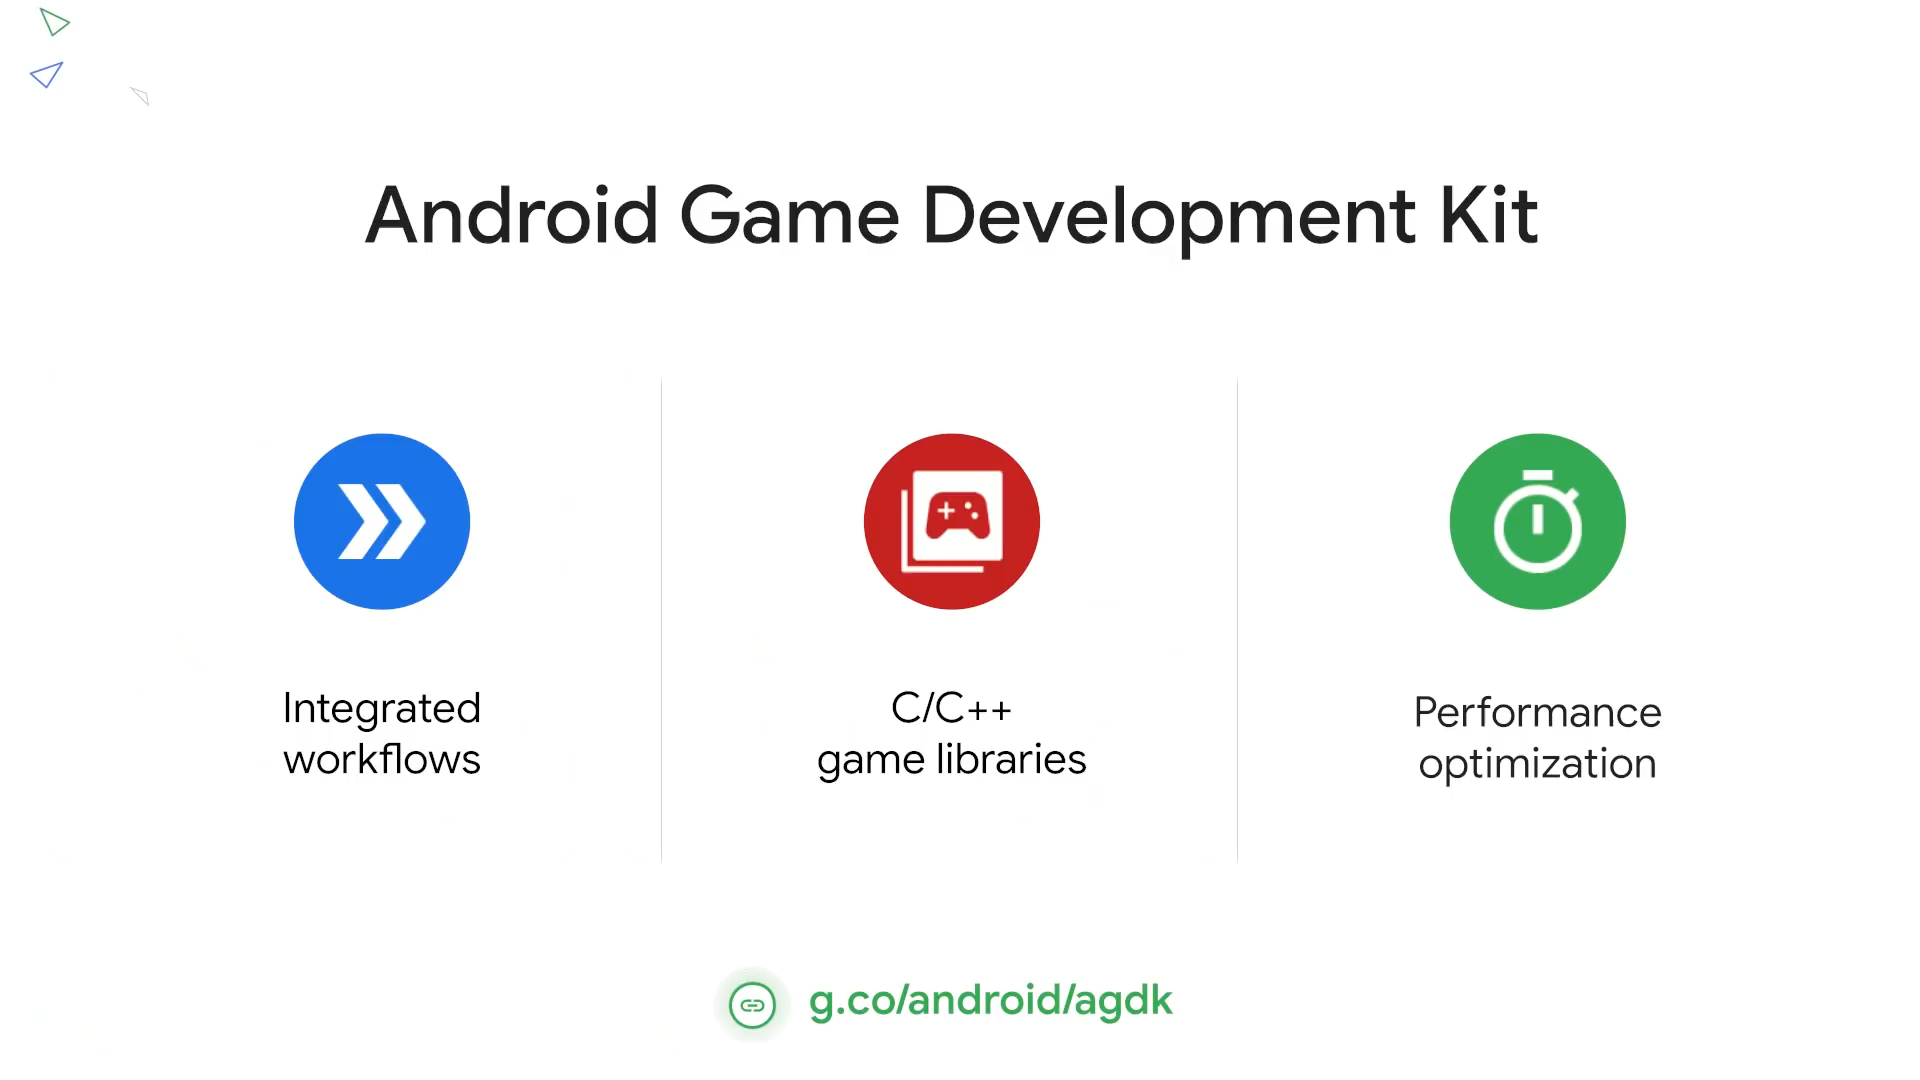 Android Game Development Kit
Integrated
workflows
C/C++
game libraries
Performance
optimization
g.co/android/agdk